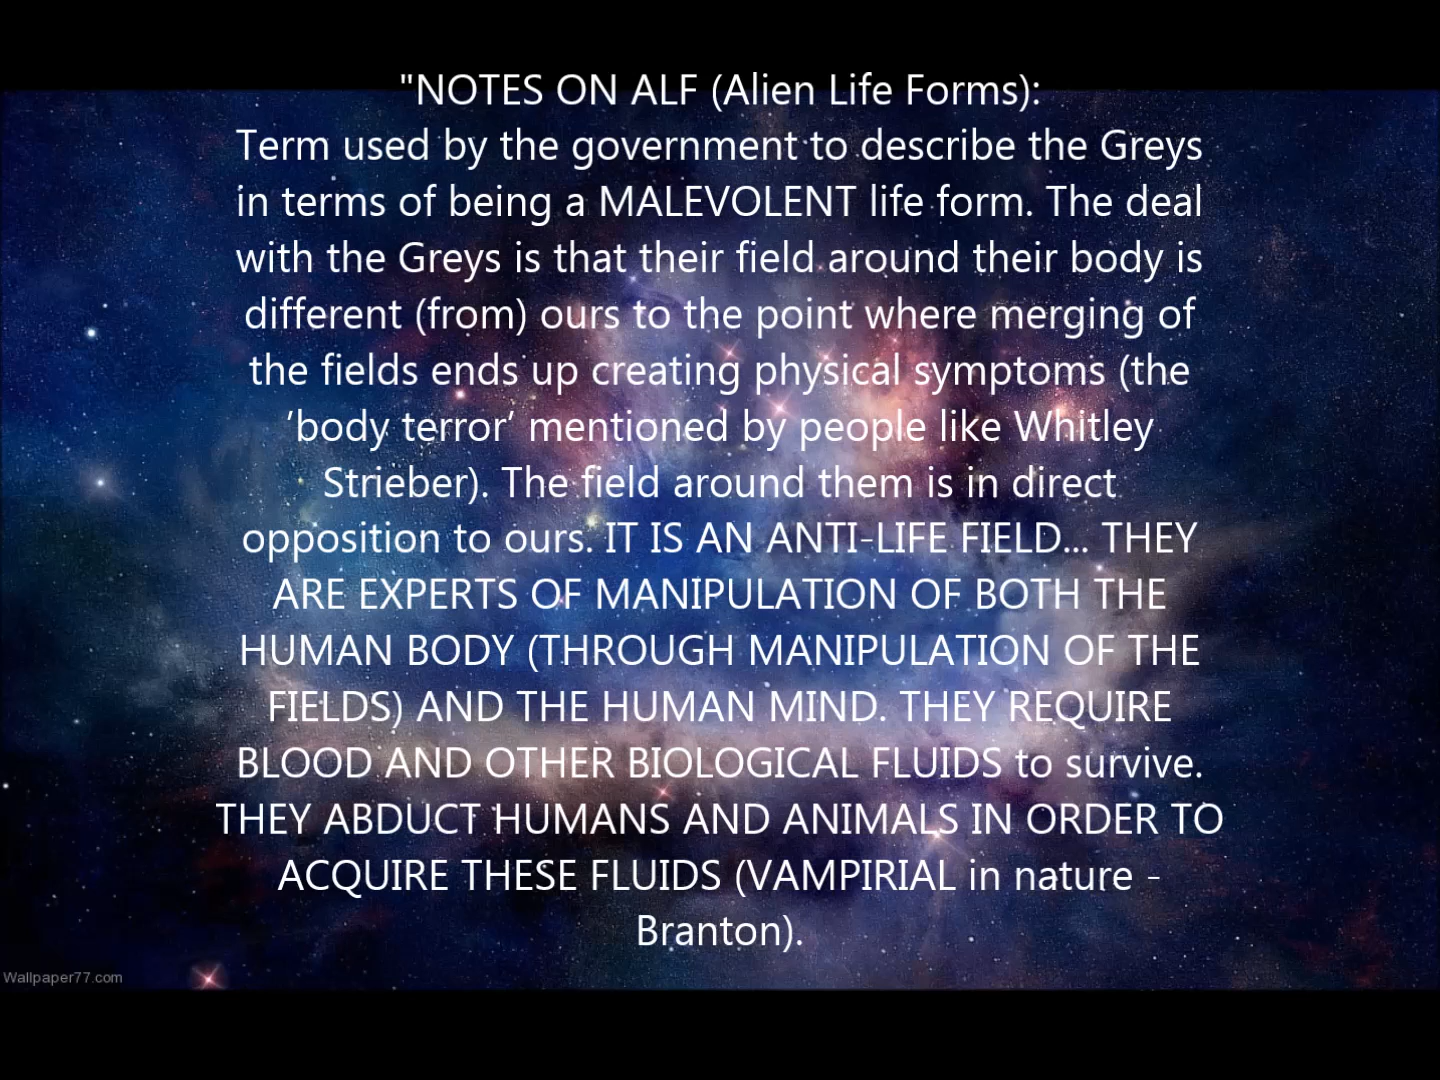 "NOTES ON ALF (Alien Life Forms):
Term used by the government to describe the Greys
in terms of being a MALEVOLENT life form. The deal
with the Greys is that their field around their body is
different (from) ours to the point where merging of
the fields ends up creating physical symptoms (the
‘body terror’ mentioned by people like Whitley
Strieber). The field around them is in direct
opposition to ours. IT IS AN ANTI-LIFE FIELD... THEY
ARE EXPERTS OF MANIPULATION OF BOTH THE
HUMAN BODY (THROUGH MANIPULATION OF THE
FIELDS) AND THE HUMAN MIND. THEY REQUIRE
BLOOD AND OTHER BIOLOGICAL FLUIDS to survive.
THEY ABDUCT HUMANS AND ANIMALS IN ORDER TO
ACQUIRE THESE FLUIDS (VAMPIRIAL in nature -
Branton).
Wallpaper77.com